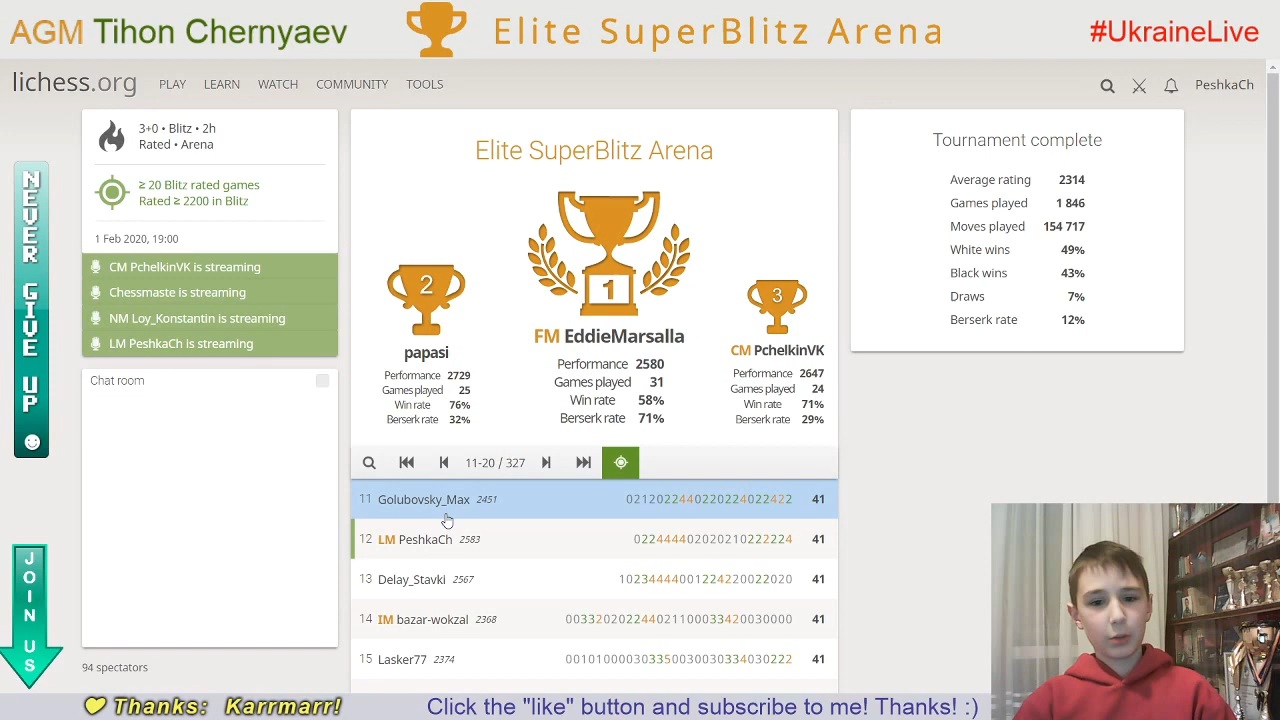 AGM Tihon Chernyaev
Elite SuperBlitz Arena
#UkraineLive
lichess.org
PLAY LEARN WATCH COMMUNITY TOOLS
PeshkaCh
NEVER GIVE UP
JOIN US
3+0 • Blitz • 2h
Rated • Arena
≥ 20 Blitz rated games
Rated ≥ 2200 in Blitz
1 Feb 2020, 19:00
CM PchelkinVK is streaming
Chessmaste is streaming
NM Loy_Konstantin is streaming
LM PeshkaCh is streaming
Chat room
94 spectators
Elite SuperBlitz Arena
2
papasi
Performance 2729
Games played 25
Win rate 76%
Berserk rate 32%
1
FM EddieMarsalla
Performance 2580
Games played 31
Win rate 58%
Berserk rate 71%
3
CM PchelkinVK
Performance 2647
Games played 24
Win rate 71%
Berserk rate 29%
11-20 / 327
11 Golubovsky_Max 2451 0212022440220224022422 41
12 LM PeshkaCh 2583 022444402020210222224 41
13 Delay_Stavki 2567 1023444400122422002202​0 41
14 IM bazar-wokzal 2368 00332020224402110003342003​0000 41
15 Lasker77 2374 00101000030335003003033403​0222 41
Tournament complete
Average rating 2314
Games played 1 846
Moves played 154 717
White wins 49%
Black wins 43%
Draws 7%
Berserk rate 12%
Thanks: Karrmarr!
Click the "like" button and subscribe to me! Thanks! :)